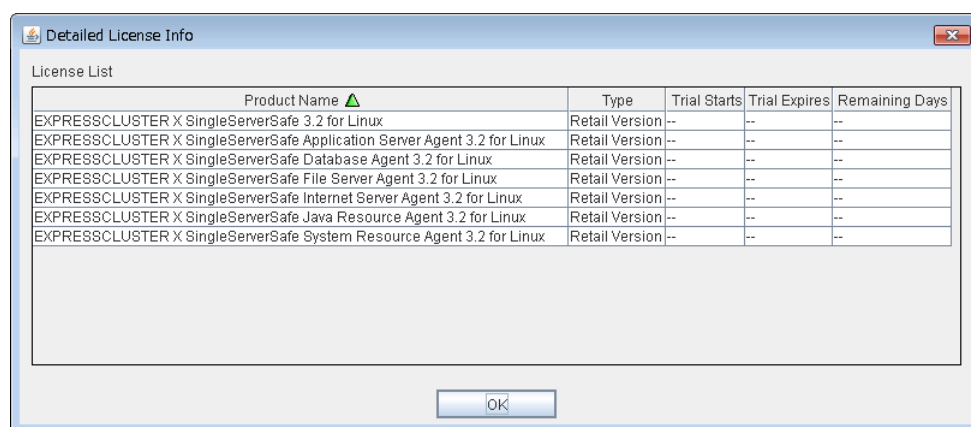 Detailed License Info
License List
Product Name Type Trial Starts Trial Expires Remaining Days
EXPRESSCLUSTER X SingleServerSafe 3.2 for Linux Retail Version -- -- --
EXPRESSCLUSTER X SingleServerSafe Application Server Agent 3.2 for Linux Retail Version -- -- --
EXPRESSCLUSTER X SingleServerSafe Database Agent 3.2 for Linux Retail Version -- -- --
EXPRESSCLUSTER X SingleServerSafe File Server Agent 3.2 for Linux Retail Version -- -- --
EXPRESSCLUSTER X SingleServerSafe Internet Server Agent 3.2 for Linux Retail Version -- -- --
EXPRESSCLUSTER X SingleServerSafe Java Resource Agent 3.2 for Linux Retail Version -- -- --
EXPRESSCLUSTER X SingleServerSafe System Resource Agent 3.2 for Linux Retail Version -- -- --
OK